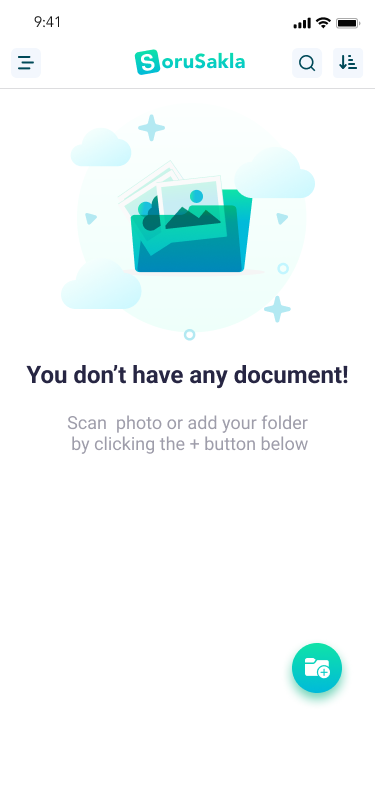 9:41
SoruSakla
You don’t have any document!
Scan  photo or add your folder
by clicking the + button below